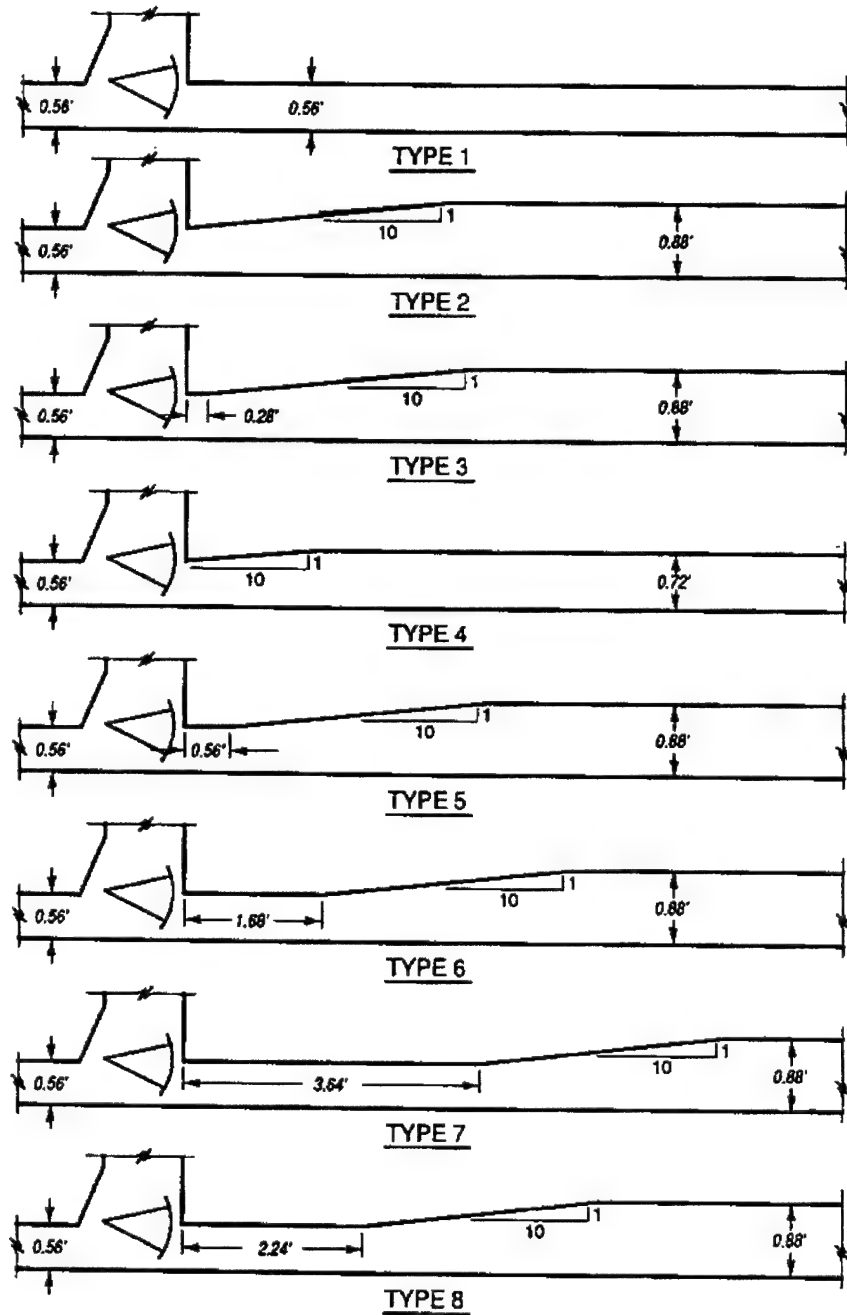 0.56' 0.56'
TYPE 1
0.56' 10 1 0.88'
TYPE 2
0.56' 0.28' 10 1 0.88'
TYPE 3
0.56' 10 1 0.72'
TYPE 4
0.56' 0.56' 10 1 0.88'
TYPE 5
0.56' 1.68' 10 1 0.88'
TYPE 6
0.56' 3.64' 10 1 0.88'
TYPE 7
0.56' 2.24' 10 1 0.88'
TYPE 8